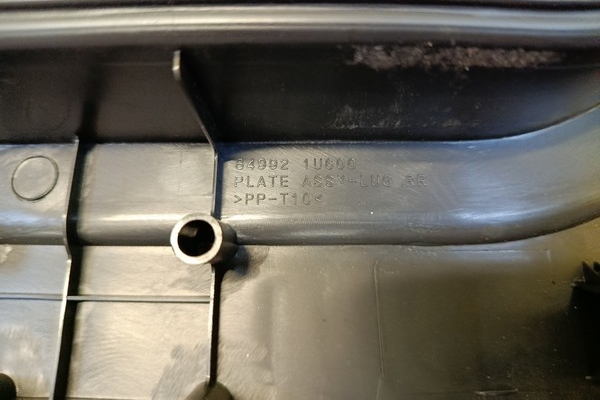 84992 1U600
PLATE ASSY-LUG RR
>PP-T10<